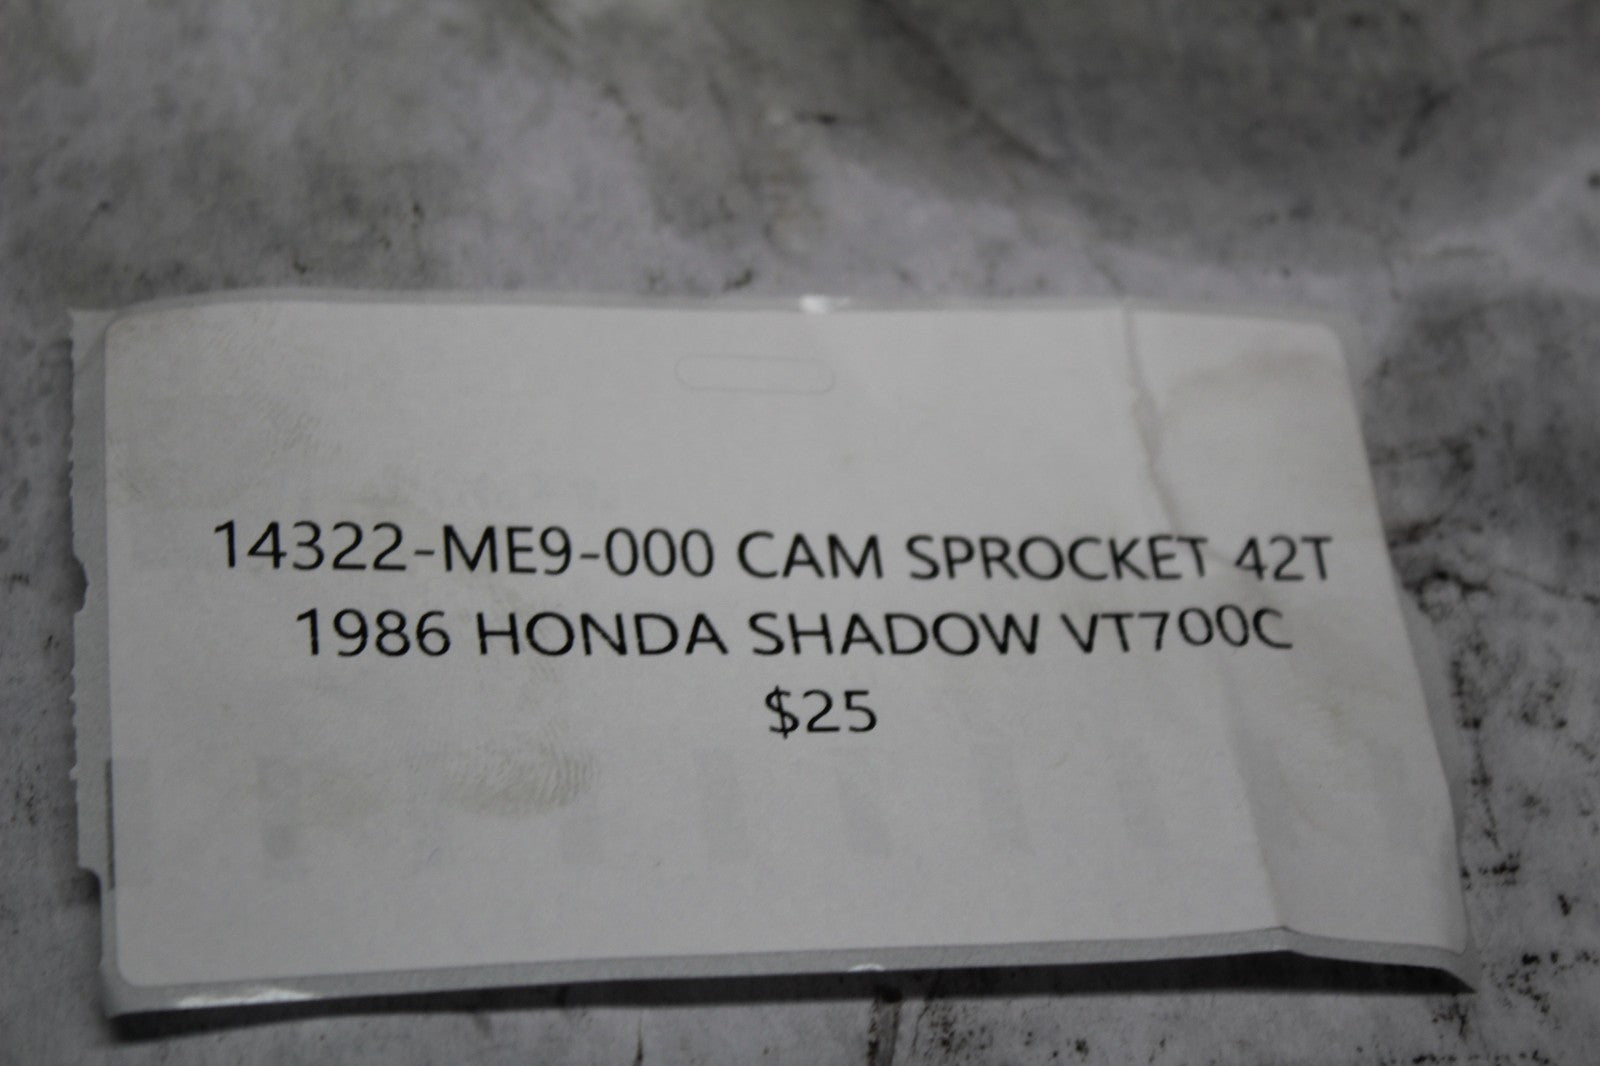 14322-ME9-000 CAM SPROCKET 42T
1986 HONDA SHADOW VT700C
$25